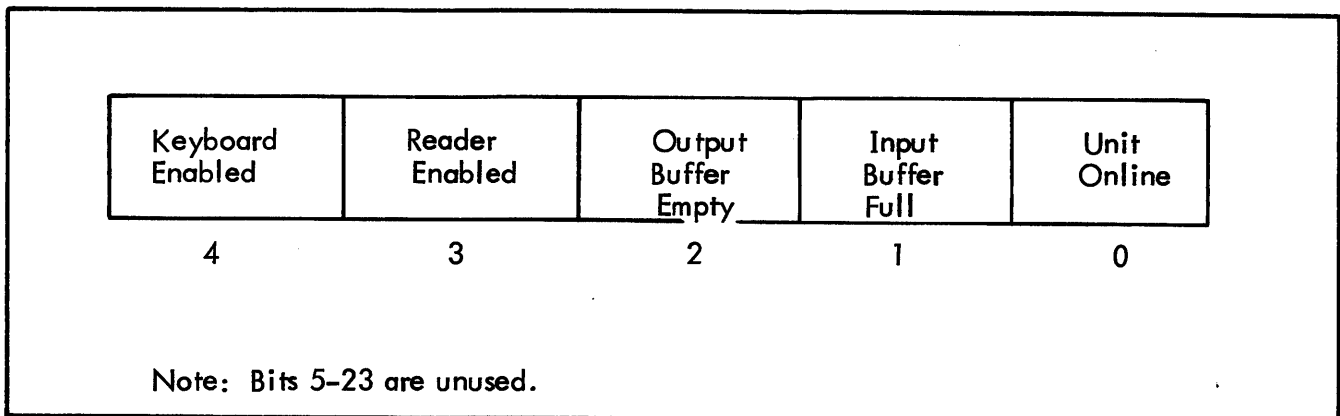 Keyboard Reader Output Input Unit
Enabled Enabled Buffer Buffer Online
Empty Full
4 3 2 1 0
Note: Bits 5-23 are unused.